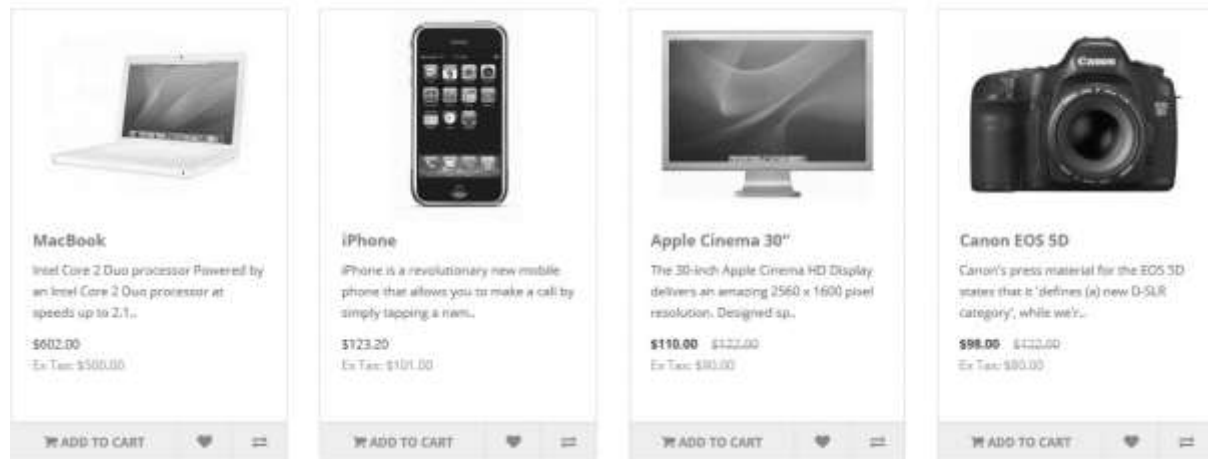 MacBook
Intel Core 2 Duo processor Powered by
an Intel Core 2 Duo processor at
speeds up to 2.1..
$602.00
Ex Tax: $500.00
ADD TO CART
iPhone
iPhone is a revolutionary new mobile
phone that allows you to make a call by
simply tapping a nam..
$123.20
Ex Tax: $101.00
ADD TO CART
Apple Cinema 30"
The 30-inch Apple Cinema HD Display
delivers an amazing 2560 x 1600 pixel
resolution. Designed sp..
$110.00 $122.00
Ex Tax: $90.00
ADD TO CART
Canon
Canon EOS 5D
Canon's press material for the EOS 5D
states that it 'defines (a) new D-SLR
category', while we'r..
$98.00 $122.00
Ex Tax: $80.00
ADD TO CART